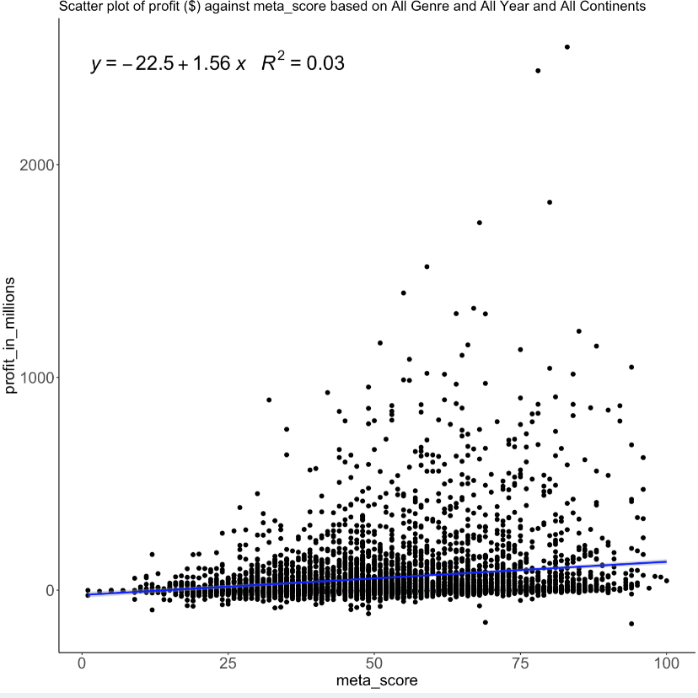 Scatter plot of profit ($) against meta_score based on All Genre and All Year and All Continents
y = − 22.5 + 1.56 x R² = 0.03
2000
1000
0
profit_in_millions
0 25 50 75 100
meta_score